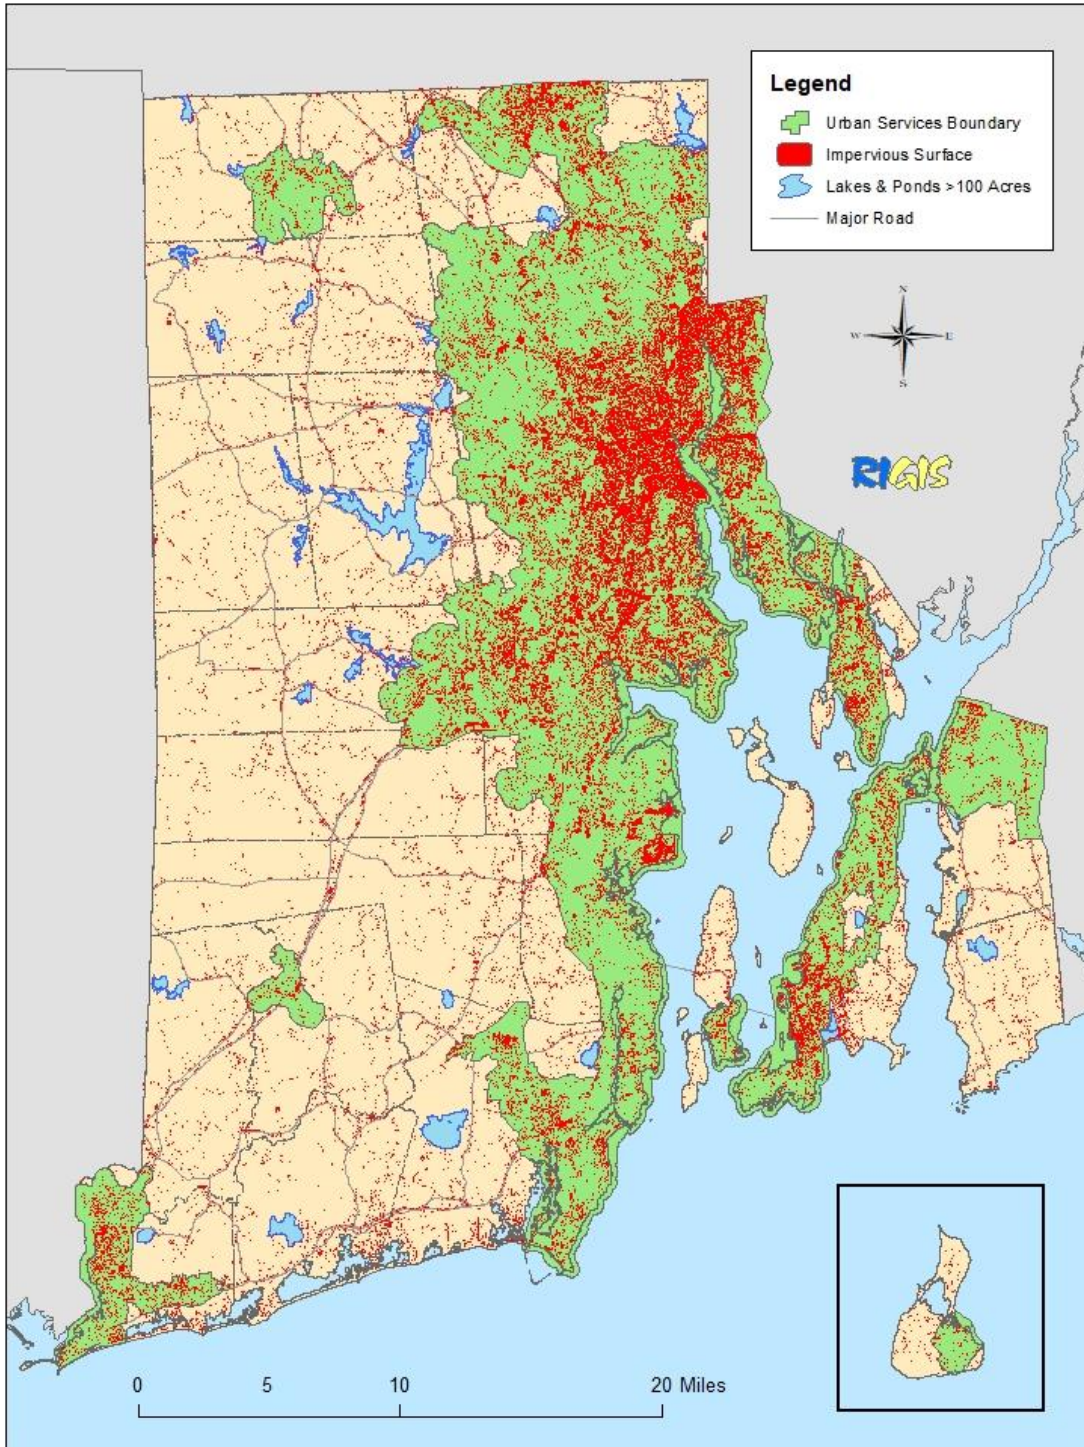 Legend
Urban Services Boundary
Impervious Surface
Lakes & Ponds >100 Acres
Major Road
N
W E
S
RIGIS
0 5 10 20 Miles